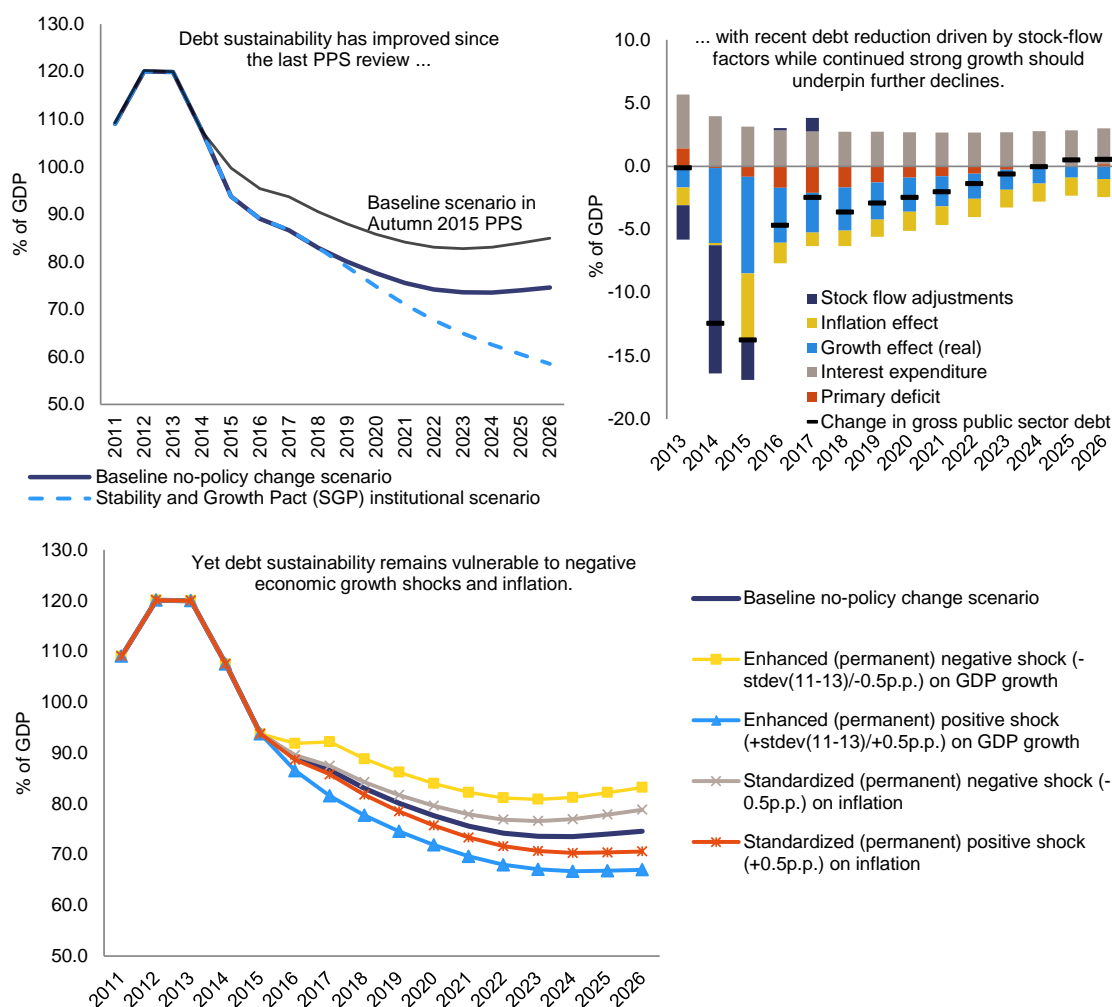 Debt sustainability has improved since
the last PPS review ...
130.0
120.0
110.0
100.0
90.0
80.0
70.0
60.0
50.0
% of GDP
Baseline scenario in
Autumn 2015 PPS
2011
2012
2013
2014
2015
2016
2017
2018
2019
2020
2021
2022
2023
2024
2025
2026
Baseline no-policy change scenario
Stability and Growth Pact (SGP) institutional scenario
... with recent debt reduction driven by stock-flow
factors while continued strong growth should
underpin further declines.
10.0
5.0
0.0
-5.0
-10.0
-15.0
-20.0
% of GDP
Stock flow adjustments
Inflation effect
Growth effect (real)
Interest expenditure
Primary deficit
Change in gross public sector debt
2013
2014
2015
2016
2017
2018
2019
2020
2021
2022
2023
2024
2025
2026
Yet debt sustainability remains vulnerable to negative
economic growth shocks and inflation.
130.0
120.0
110.0
100.0
90.0
80.0
70.0
60.0
50.0
% of GDP
2011
2012
2013
2014
2015
2016
2017
2018
2019
2020
2021
2022
2023
2024
2025
2026
Baseline no-policy change scenario
Enhanced (permanent) negative shock (-
stdev(11-13)/-0.5p.p.) on GDP growth
Enhanced (permanent) positive shock
(+stdev(11-13)/+0.5p.p.) on GDP growth
Standardized (permanent) negative shock (-
0.5p.p.) on inflation
Standardized (permanent) positive shock
(+0.5p.p.) on inflation